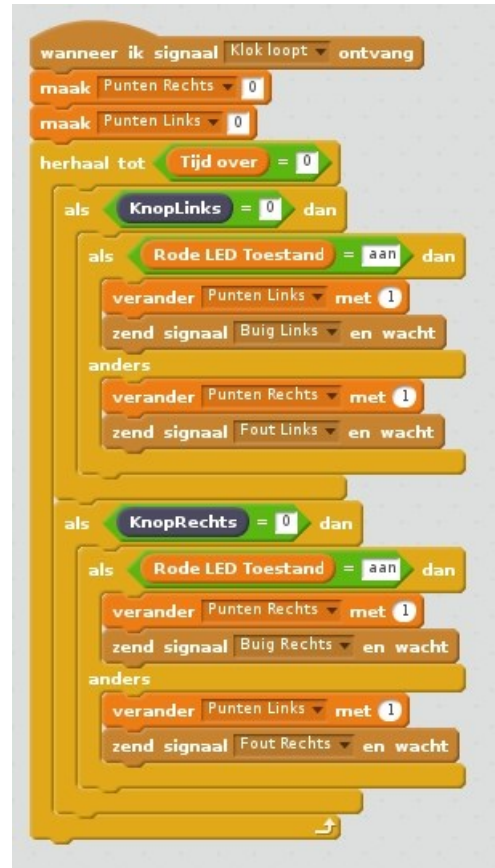 wanneer ik signaal Klok loopt ontvang
maak Punten Rechts 0
maak Punten Links 0
herhaal tot Tijd over = 0
als KnopLinks = 0 dan
als Rode LED Toestand = aan dan
verander Punten Links met 1
zend signaal Buig Links en wacht
anders
verander Punten Rechts met 1
zend signaal Fout Links en wacht
als KnopRechts = 0 dan
als Rode LED Toestand = aan dan
verander Punten Rechts met 1
zend signaal Buig Rechts en wacht
anders
verander Punten Links met 1
zend signaal Fout Rechts en wacht